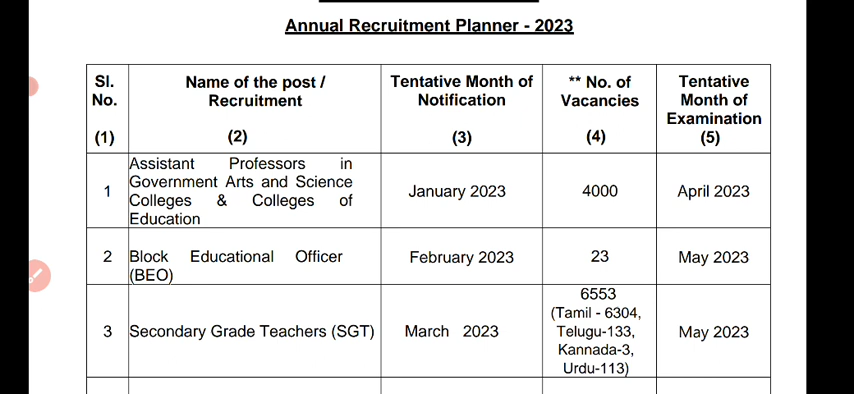 Annual Recruitment Planner - 2023
Sl. No. (1)
Name of the post / Recruitment (2)
Tentative Month of Notification (3)
** No. of Vacancies (4)
Tentative Month of Examination (5)
1
Assistant Professors in
Government Arts and Science
Colleges & Colleges of
Education
January 2023
4000
April 2023
2
Block Educational Officer
(BEO)
February 2023
23
May 2023
3
Secondary Grade Teachers (SGT)
March 2023
6553
(Tamil - 6304,
Telugu-133,
Kannada-3,
Urdu-113)
May 2023